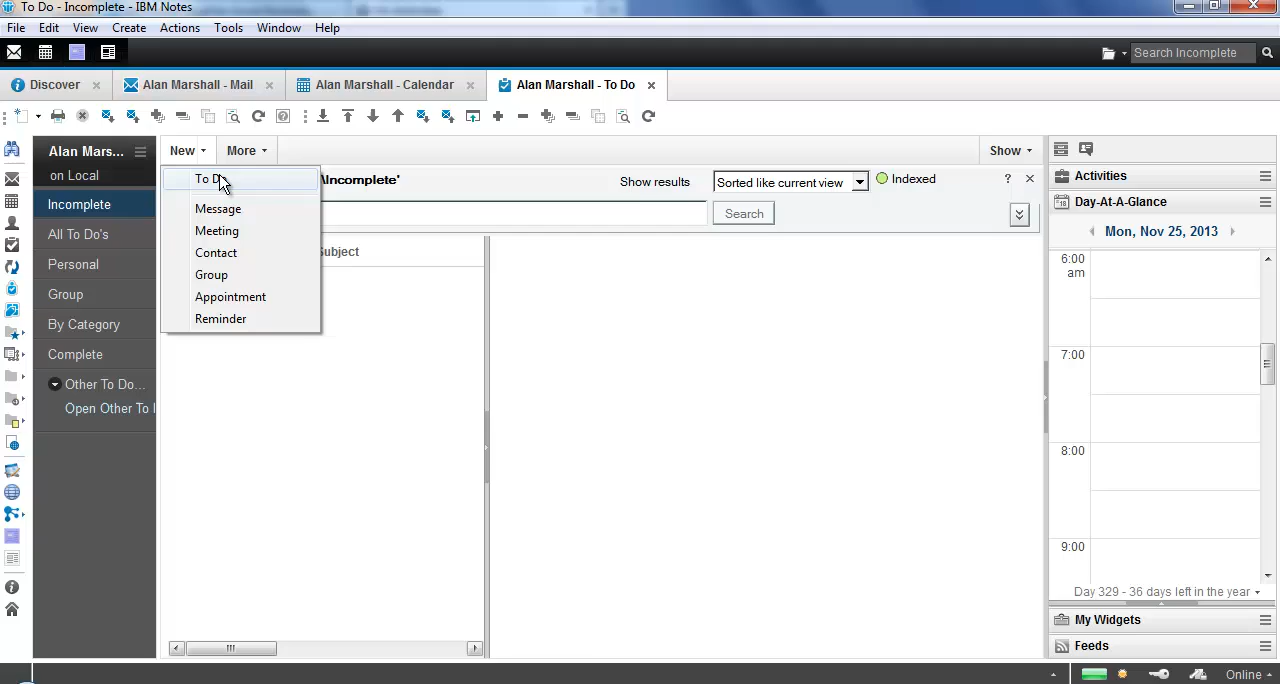 To Do - Incomplete - IBM Notes
File Edit View Create Actions Tools Window Help
Search Incomplete
Discover
Alan Marshall - Mail
Alan Marshall - Calendar
Alan Marshall - To Do
New
More
Show
Alan Marsh...
on Local
Incomplete
All To Do's
Personal
Group
By Category
Complete
Other To Do...
Open Other To
To D
Message
Meeting
Contact
Group
Appointment
Reminder
Incomplete'
Show results
Sorted like current view
Indexed
?
Search
Subject
Activities
Day-At-A-Glance
Mon, Nov 25, 2013
6:00
am
7:00
8:00
9:00
Day 329 - 36 days left in the year
My Widgets
Feeds
Online